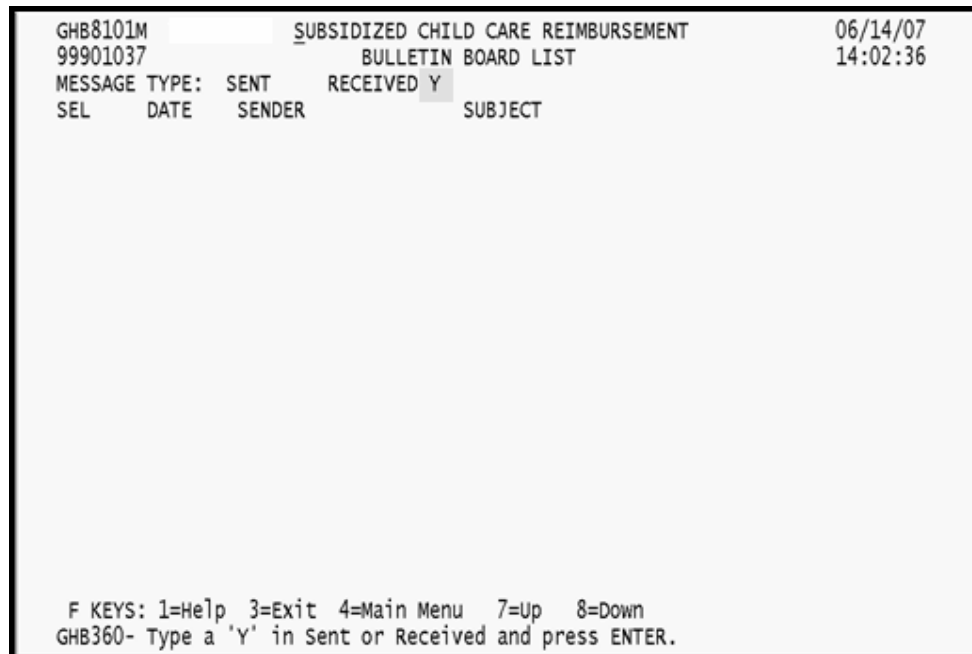 GHB8101M SUBSIDIZED CHILD CARE REIMBURSEMENT 06/14/07
99901037 BULLETIN BOARD LIST 14:02:36
MESSAGE TYPE: SENT RECEIVED Y
SEL DATE SENDER SUBJECT
F KEYS: 1=Help 3=Exit 4=Main Menu 7=Up 8=Down
GHB360- Type a 'Y' in Sent or Received and press ENTER.